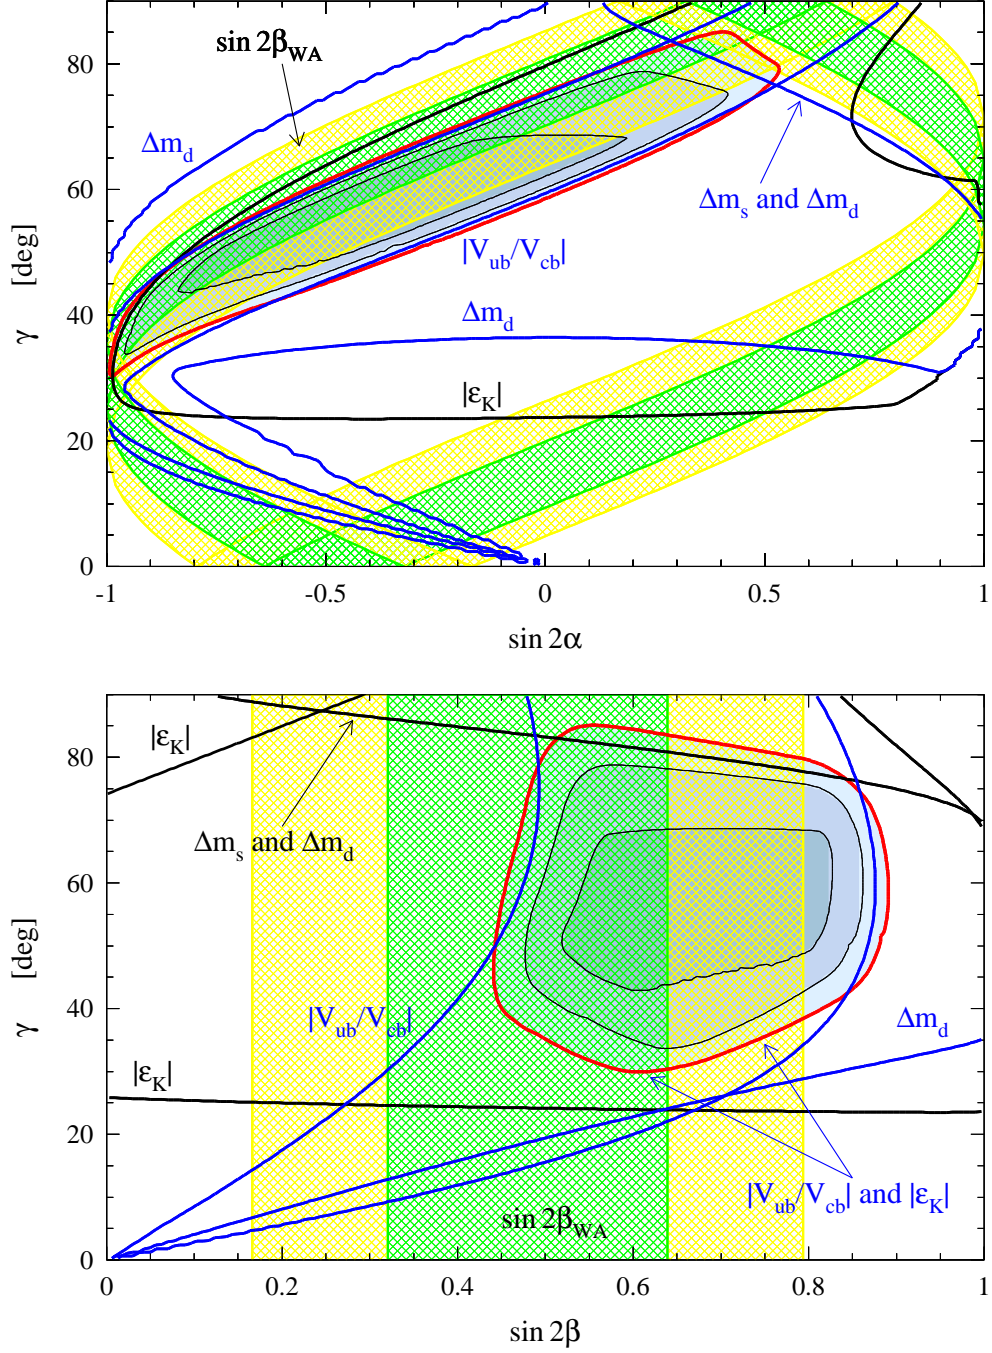 sin 2β_WA
Δm_d
Δm_s and Δm_d
|V_ub/V_cb|
Δm_d
|ε_K|
γ [deg]
80
60
40
20
0
-1 -0.5 0 0.5 1
sin 2α
|ε_K|
Δm_s and Δm_d
|V_ub/V_cb|
Δm_d
|ε_K|
|V_ub/V_cb| and |ε_K|
sin 2β_WA
γ [deg]
80
60
40
20
0
0 0.2 0.4 0.6 0.8 1
sin 2β